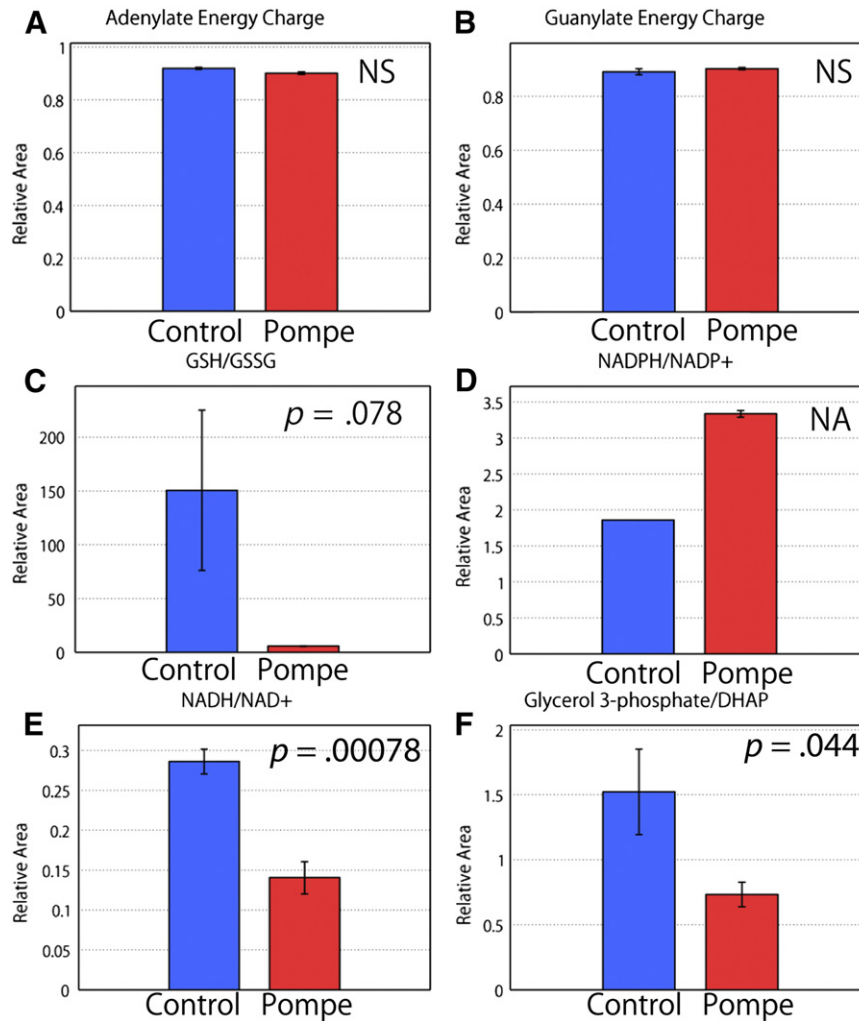 A Adenylate Energy Charge
1
0.8
0.6
0.4
0.2
0
Relative Area
NS
Control Pompe
B Guanylate Energy Charge
0.8
0.6
0.4
0.2
0
Relative Area
NS
Control Pompe
C GSH/GSSG
200
150
100
50
0
Relative Area
p = .078
Control Pompe
D NADPH/NADP+
3.5
3
2.5
2
1.5
1
0.5
0
Relative Area
NA
Control Pompe
E NADH/NAD+
0.3
0.25
0.2
0.15
0.1
0.05
0
Relative Area
p = .00078
Control Pompe
F Glycerol 3-phosphate/DHAP
2
1.5
1
0.5
0
Relative Area
p = .044
Control Pompe